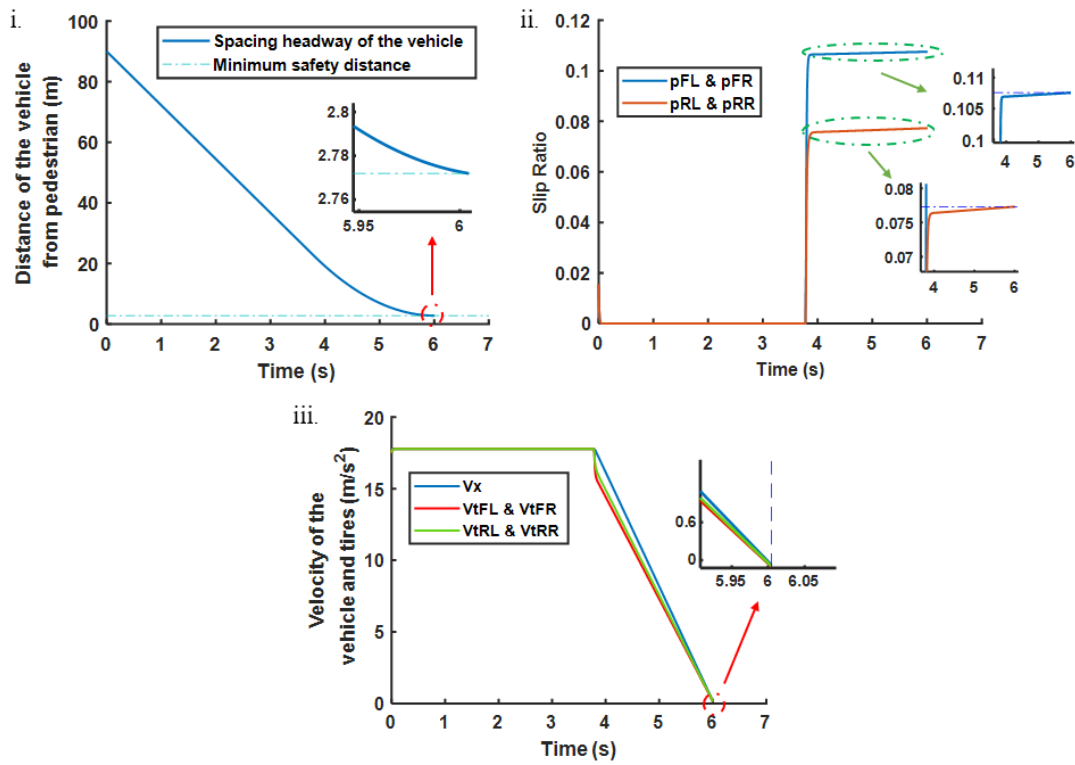 i.
Distance of the vehicle
from pedestrian (m)
100
80
60
40
20
0
Spacing headway of the vehicle
Minimum safety distance
2.8
2.78
2.76
5.95
6
0 1 2 3 4 5 6 7
Time (s)
ii.
Slip Ratio
0.12
0.1
0.08
0.06
0.04
0.02
0
pFL & pFR
pRL & pRR
0.11
0.105
0.1
4 5 6
0.08
0.07
4 5 6
0 1 2 3 4 5 6 7
Time (s)
iii.
Velocity of the
vehicle and tires (m/s²)
20
15
10
5
0
Vx
VtFL & VtFR
VtRL & VtRR
0.6
0
5.95 6 6.05
0 1 2 3 4 5 6 7
Time (s)